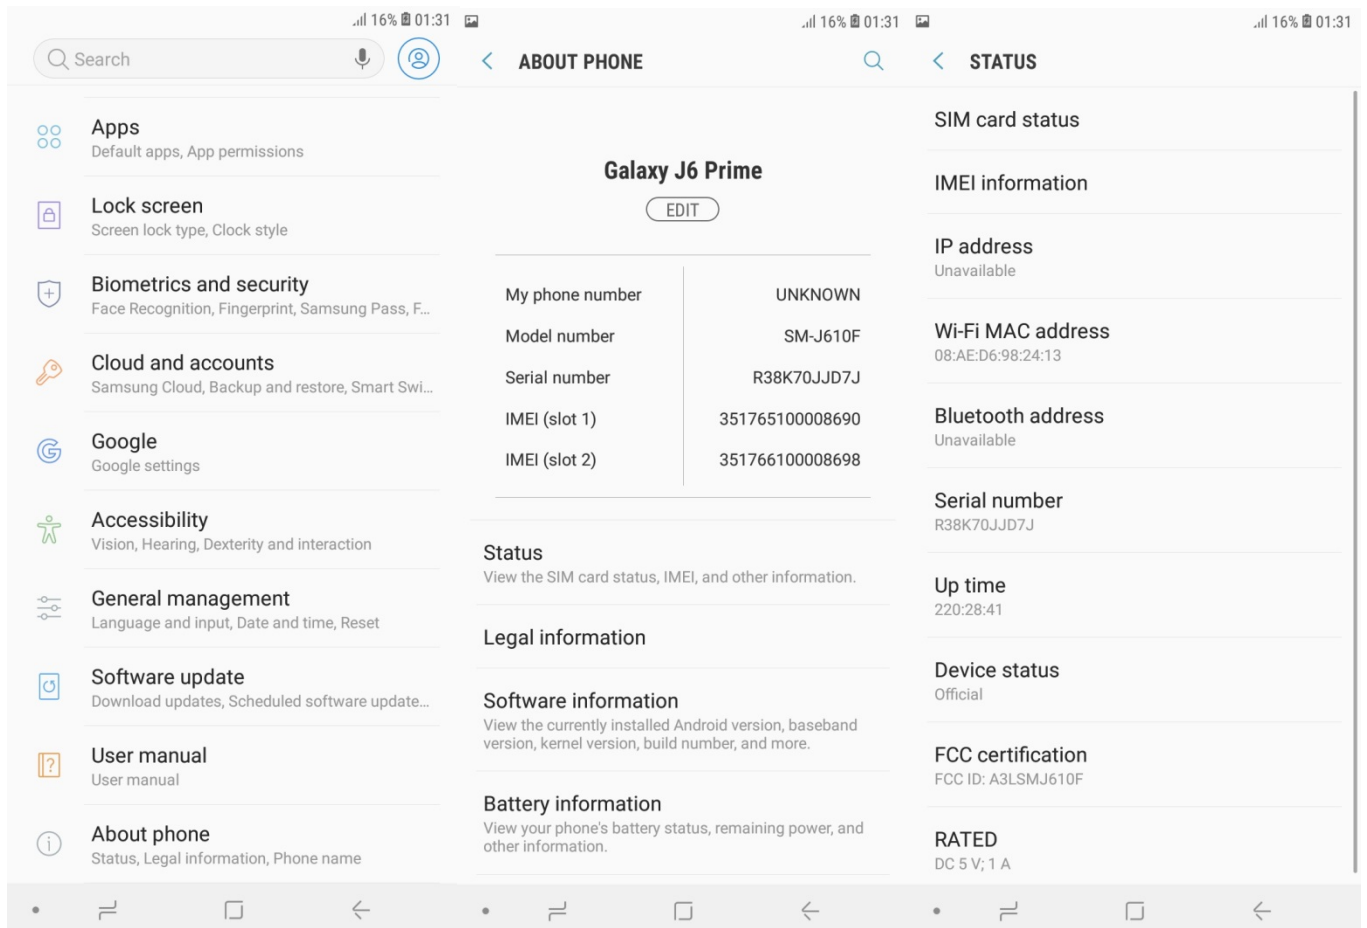 16% 01:31
Search
Apps
Default apps, App permissions
Lock screen
Screen lock type, Clock style
Biometrics and security
Face Recognition, Fingerprint, Samsung Pass, F...
Cloud and accounts
Samsung Cloud, Backup and restore, Smart Swi...
Google
Google settings
Accessibility
Vision, Hearing, Dexterity and interaction
General management
Language and input, Date and time, Reset
Software update
Download updates, Scheduled software update...
User manual
User manual
About phone
Status, Legal information, Phone name
16% 01:31
ABOUT PHONE
Galaxy J6 Prime
EDIT
My phone number UNKNOWN
Model number SM-J610F
Serial number R38K70JJD7J
IMEI (slot 1) 351765100008690
IMEI (slot 2) 351766100008698
Status
View the SIM card status, IMEI, and other information.
Legal information
Software information
View the currently installed Android version, baseband
version, kernel version, build number, and more.
Battery information
View your phone's battery status, remaining power, and
other information.
16% 01:31
STATUS
SIM card status
IMEI information
IP address
Unavailable
Wi-Fi MAC address
08:AE:D6:98:24:13
Bluetooth address
Unavailable
Serial number
R38K70JJD7J
Up time
220:28:41
Device status
Official
FCC certification
FCC ID: A3LSMJ610F
RATED
DC 5 V; 1 A